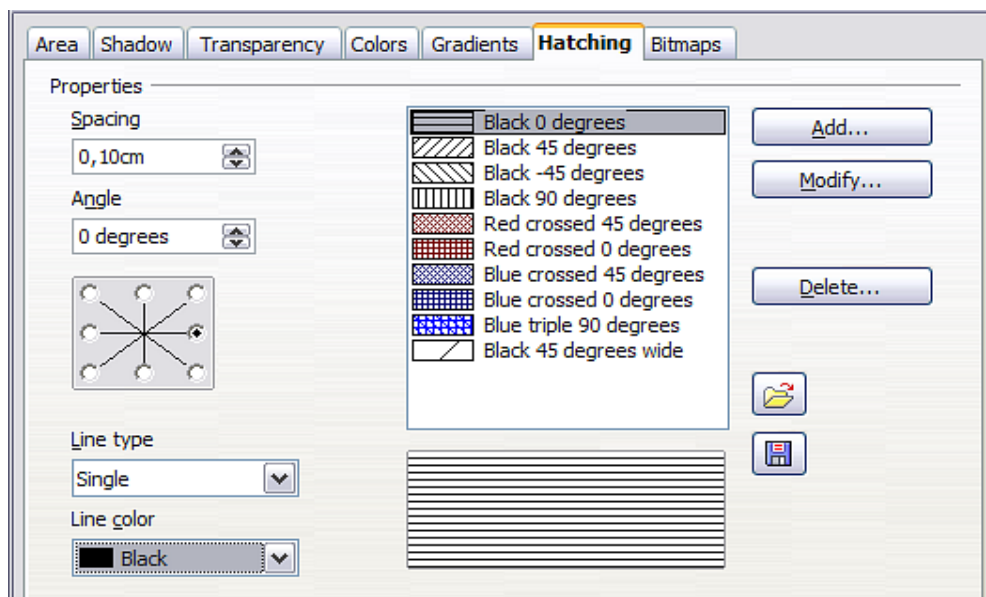 Area Shadow Transparency Colors Gradients Hatching Bitmaps
Properties
Spacing
0,10cm
Angle
0 degrees
Line type
Single
Line color
Black
Black 0 degrees
Black 45 degrees
Black -45 degrees
Black 90 degrees
Red crossed 45 degrees
Red crossed 0 degrees
Blue crossed 45 degrees
Blue crossed 0 degrees
Blue triple 90 degrees
Black 45 degrees wide
Add...
Modify...
Delete...